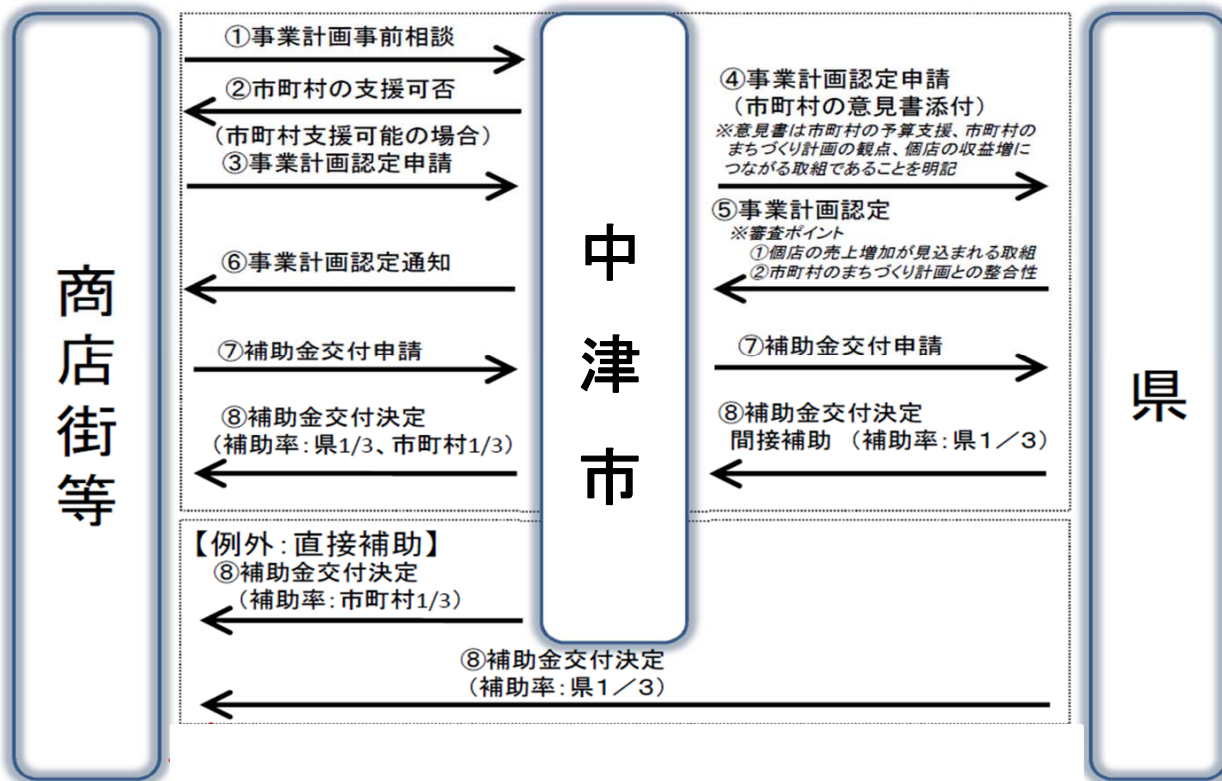 商店街等
①事業計画事前相談
②市町村の支援可否
(市町村支援可能の場合)
③事業計画認定申請
⑥事業計画認定通知
⑦補助金交付申請
⑧補助金交付決定
(補助率:県1/3、市町村1/3)
中津市
④事業計画認定申請
(市町村の意見書添付)
※意見書は市町村の予算支援、市町村の
まちづくり計画の観点、個店の収益増に
つながる取組であることを明記
⑤事業計画認定
※審査ポイント
①個店の売上増加が見込まれる取組
②市町村のまちづくり計画との整合性
⑦補助金交付申請
⑧補助金交付決定
間接補助 (補助率:県1/3)
県
【例外:直接補助】
⑧補助金交付決定
(補助率:市町村1/3)
⑧補助金交付決定
(補助率:県1/3)